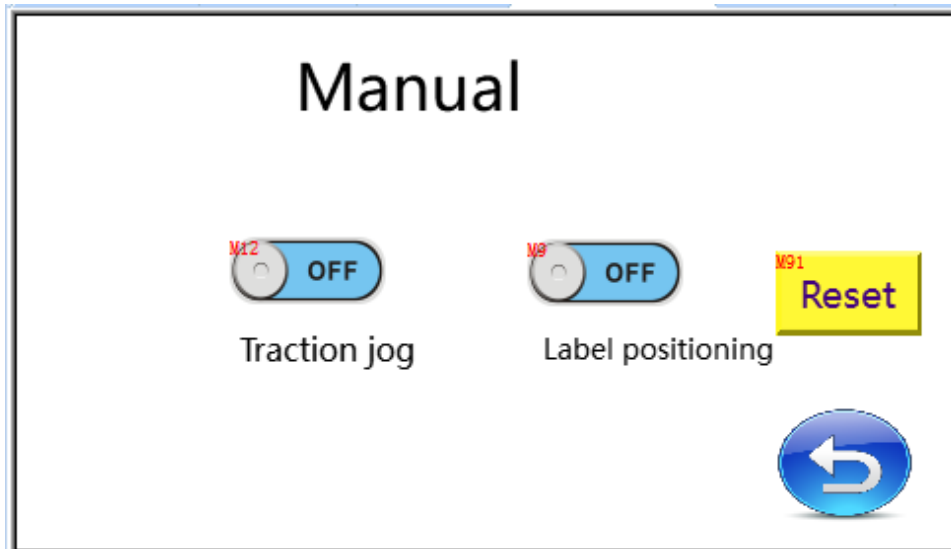 Manual
M12
OFF
M9
OFF
M91
Reset
Traction jog
Label positioning